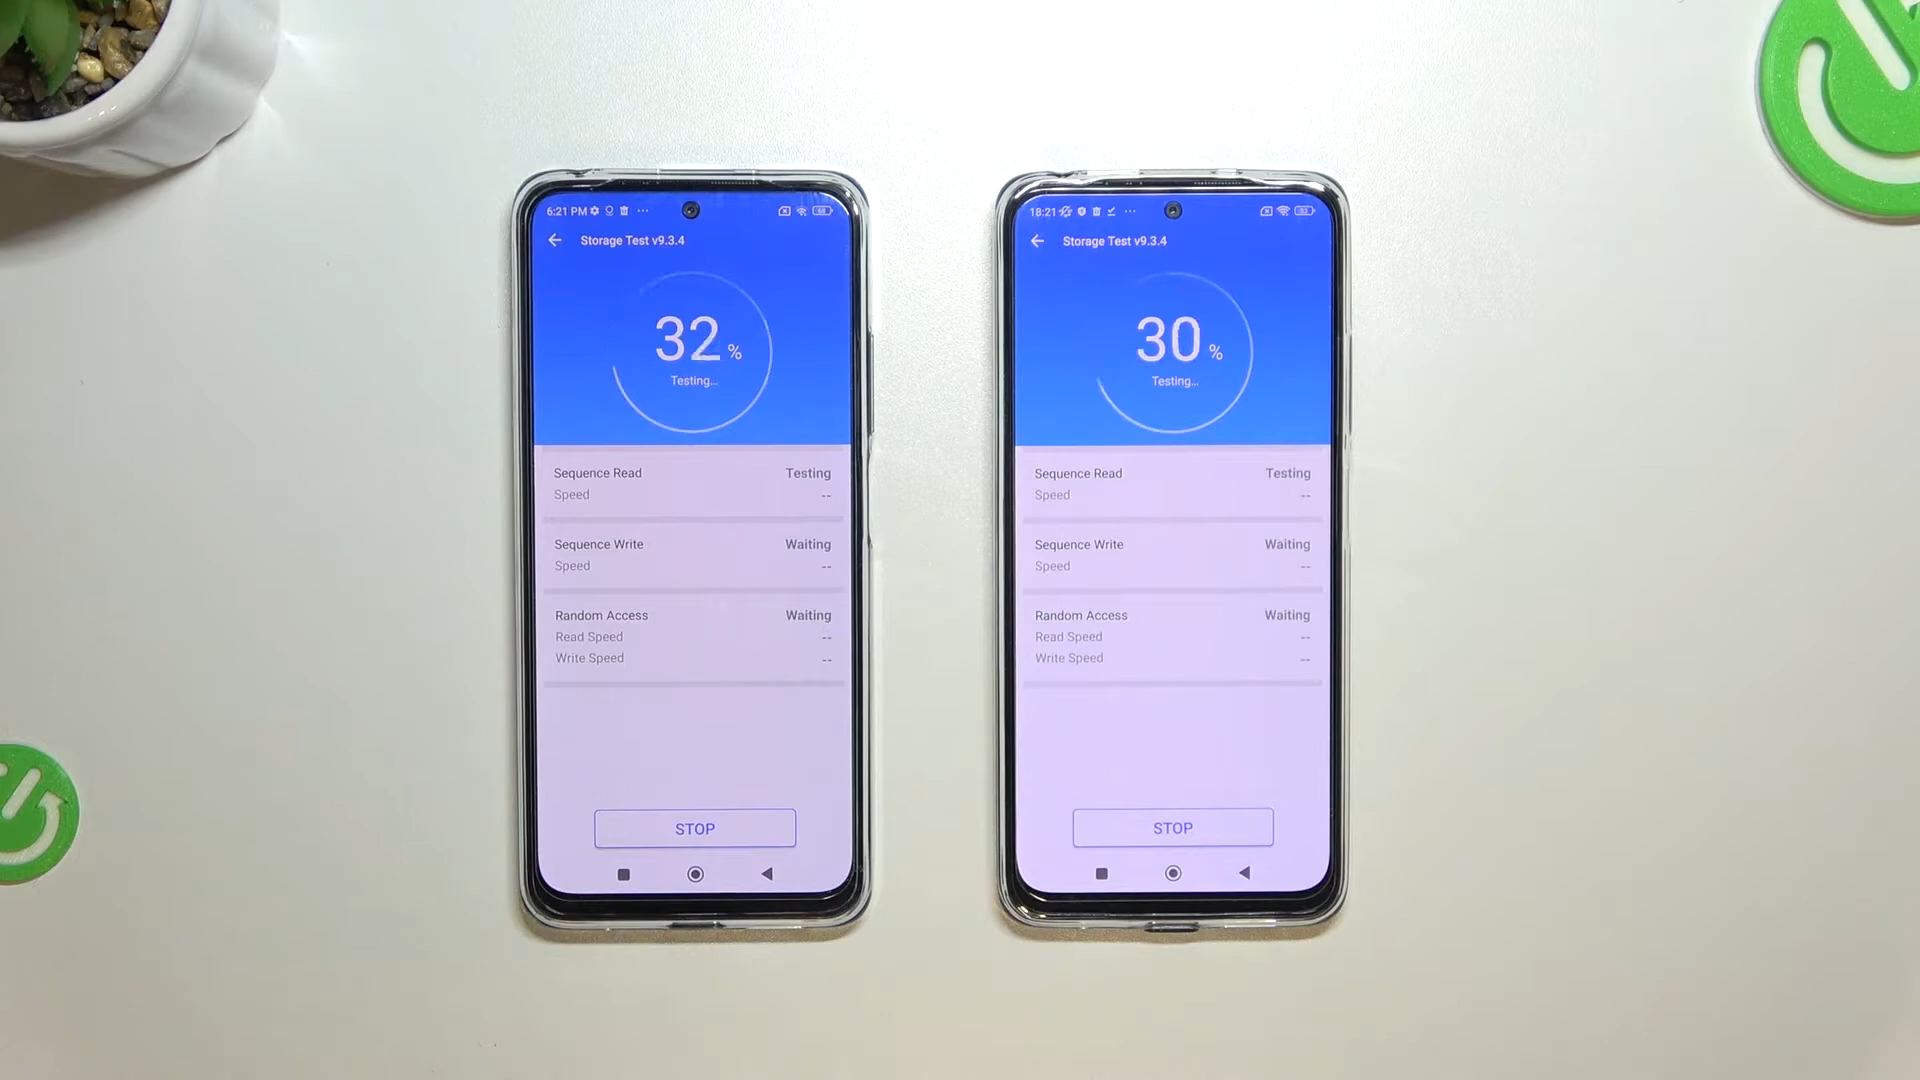 6:21 PM
Storage Test v9.3.4
32 %
Testing...
Sequence Read Testing
Speed --
Sequence Write Waiting
Speed --
Random Access Waiting
Read Speed --
Write Speed --
STOP
18:21
Storage Test v9.3.4
30 %
Testing...
Sequence Read Testing
Speed --
Sequence Write Waiting
Speed --
Random Access Waiting
Read Speed --
Write Speed --
STOP